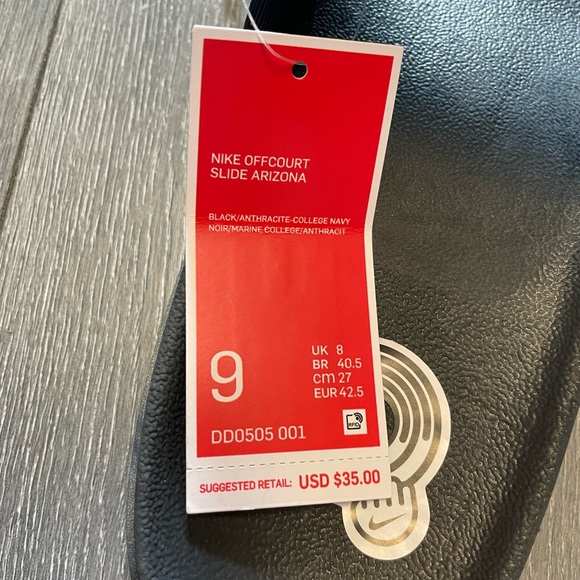 NIKE OFFCOURT
SLIDE ARIZONA
BLACK/ANTHRACITE-COLLEGE NAVY
NOIR/MARINE COLLEGE/ANTHRACIT
9
UK 8
BR 40.5
CM 27
EUR 42.5
RFID
DD0505 001
SUGGESTED RETAIL: USD $35.00